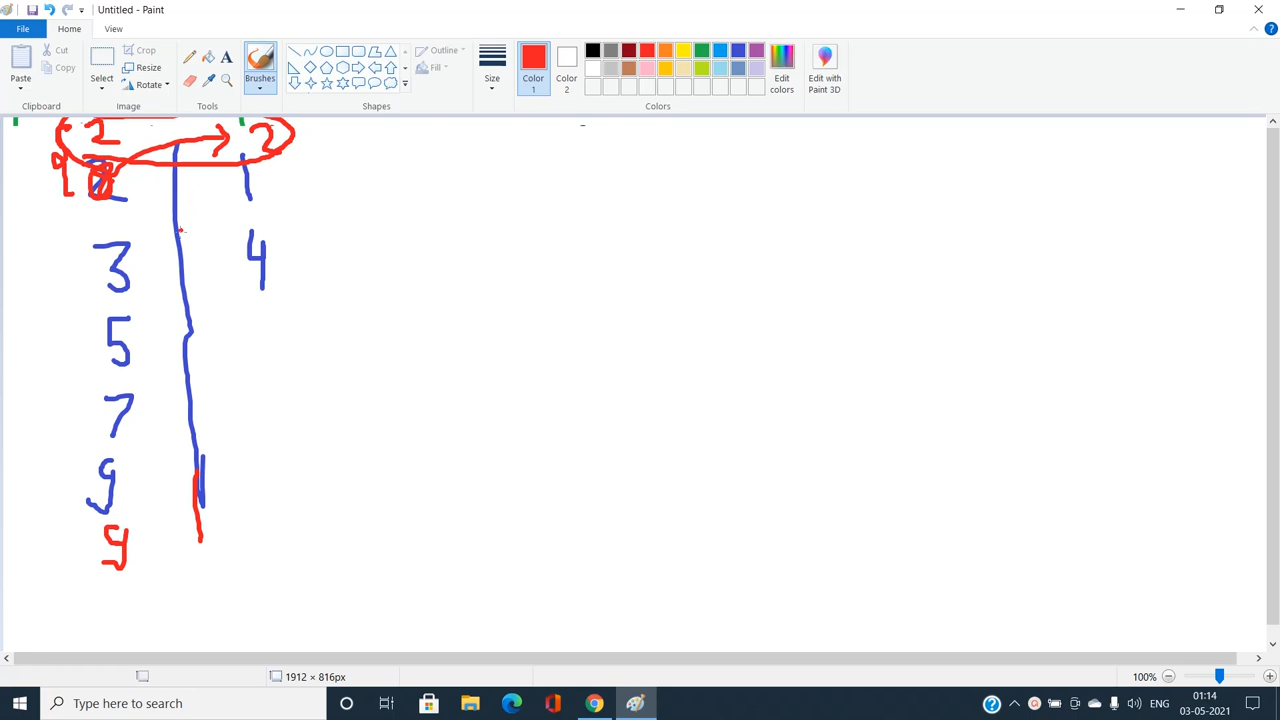 Untitled - Paint
File Home View
Paste
Cut
Copy
Clipboard
Select
Crop
Resize
Rotate
Image
A
Tools
Brushes
Shapes
Outline
Fill
Size
Color 1
Color 2
Edit colors
Colors
Edit with Paint 3D
2 2
1
3 4
5
7
9
9
1912 × 816px
100%
Type here to search
ENG
01:14
03-05-2021